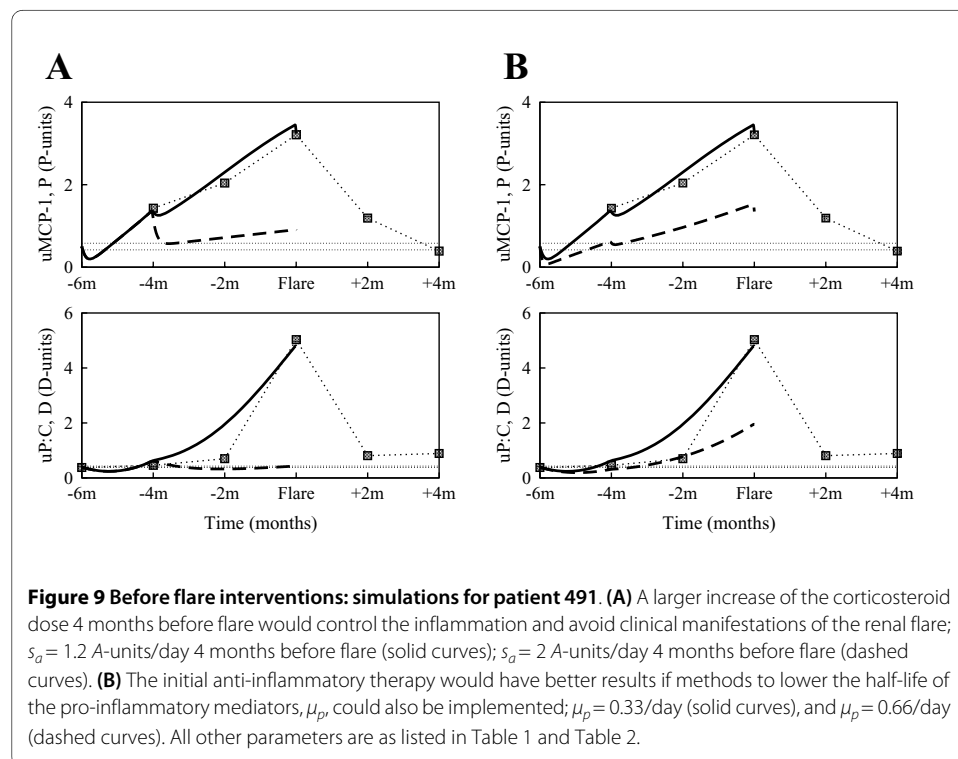 A
B
4
2
0
uMCP-1, P (P-units)
-6m -4m -2m Flare +2m +4m
4
2
0
uMCP-1, P (P-units)
-6m -4m -2m Flare +2m +4m
6
4
2
0
uP:C, D (D-units)
-6m -4m -2m Flare +2m +4m
Time (months)
6
4
2
0
uP:C, D (D-units)
-6m -4m -2m Flare +2m +4m
Time (months)
Figure 9 Before flare interventions: simulations for patient 491. (A) A larger increase of the corticosteroid
dose 4 months before flare would control the inflammation and avoid clinical manifestations of the renal flare;
sₐ = 1.2 A-units/day 4 months before flare (solid curves); sₐ = 2 A-units/day 4 months before flare (dashed
curves). (B) The initial anti-inflammatory therapy would have better results if methods to lower the half-life of
the pro-inflammatory mediators, μₚ, could also be implemented; μₚ = 0.33/day (solid curves), and μₚ = 0.66/day
(dashed curves). All other parameters are as listed in Table 1 and Table 2.